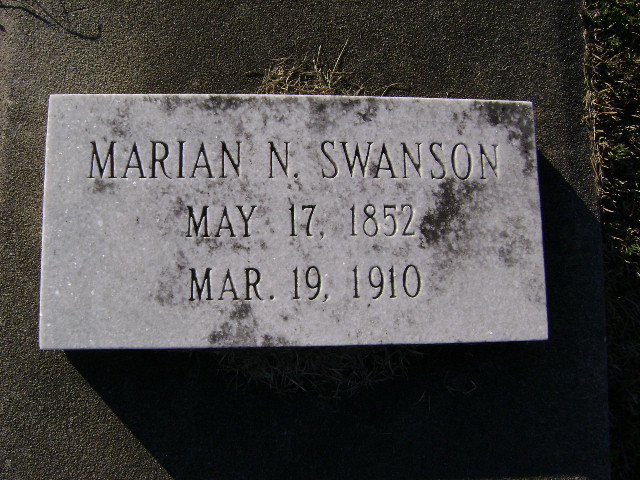 MARIAN N. SWANSON
MAY 17, 1852
MAR. 19, 1910